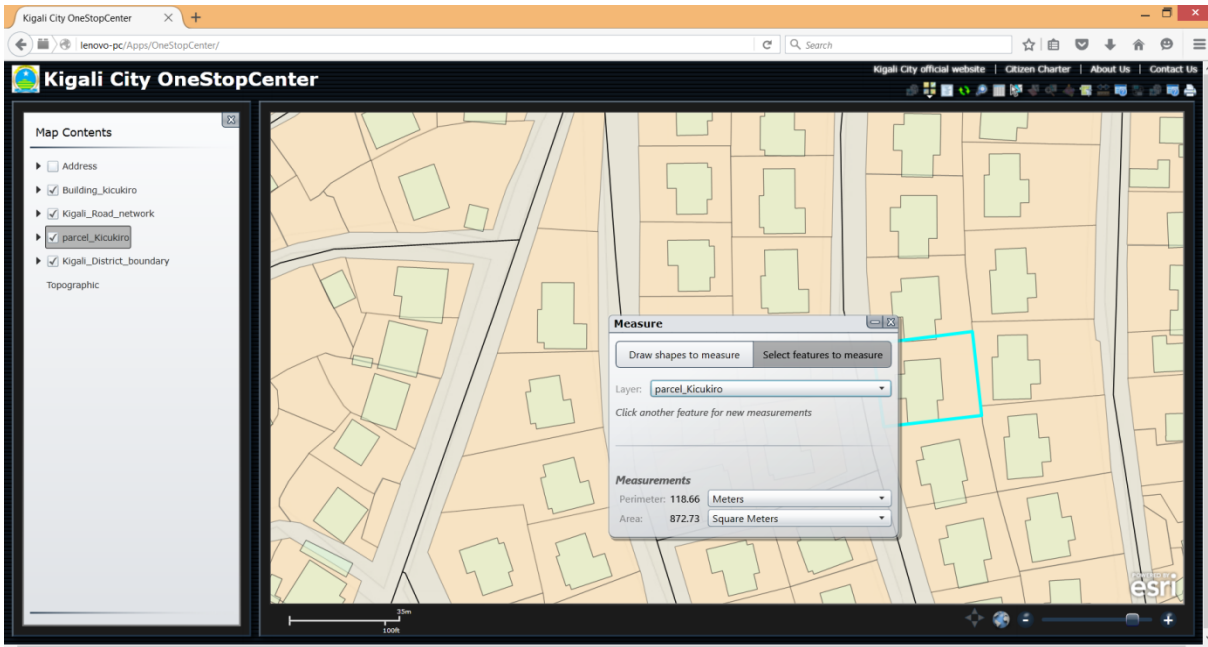 Kigali City OneStopCenter
lenovo-pc/Apps/OneStopCenter/
Search
Kigali City OneStopCenter
Kigali City official website | Citizen Charter | About Us | Contact Us
Map Contents
Address
Building_kicukiro
Kigali_Road_network
parcel_Kicukiro
Kigali_District_boundary
Topographic
Measure
Draw shapes to measure
Select features to measure
Layer: parcel_Kicukiro
Click another feature for new measurements
Measurements
Perimeter: 118.66 Meters
Area: 872.73 Square Meters
POWERED BY
esri
35m
100ft